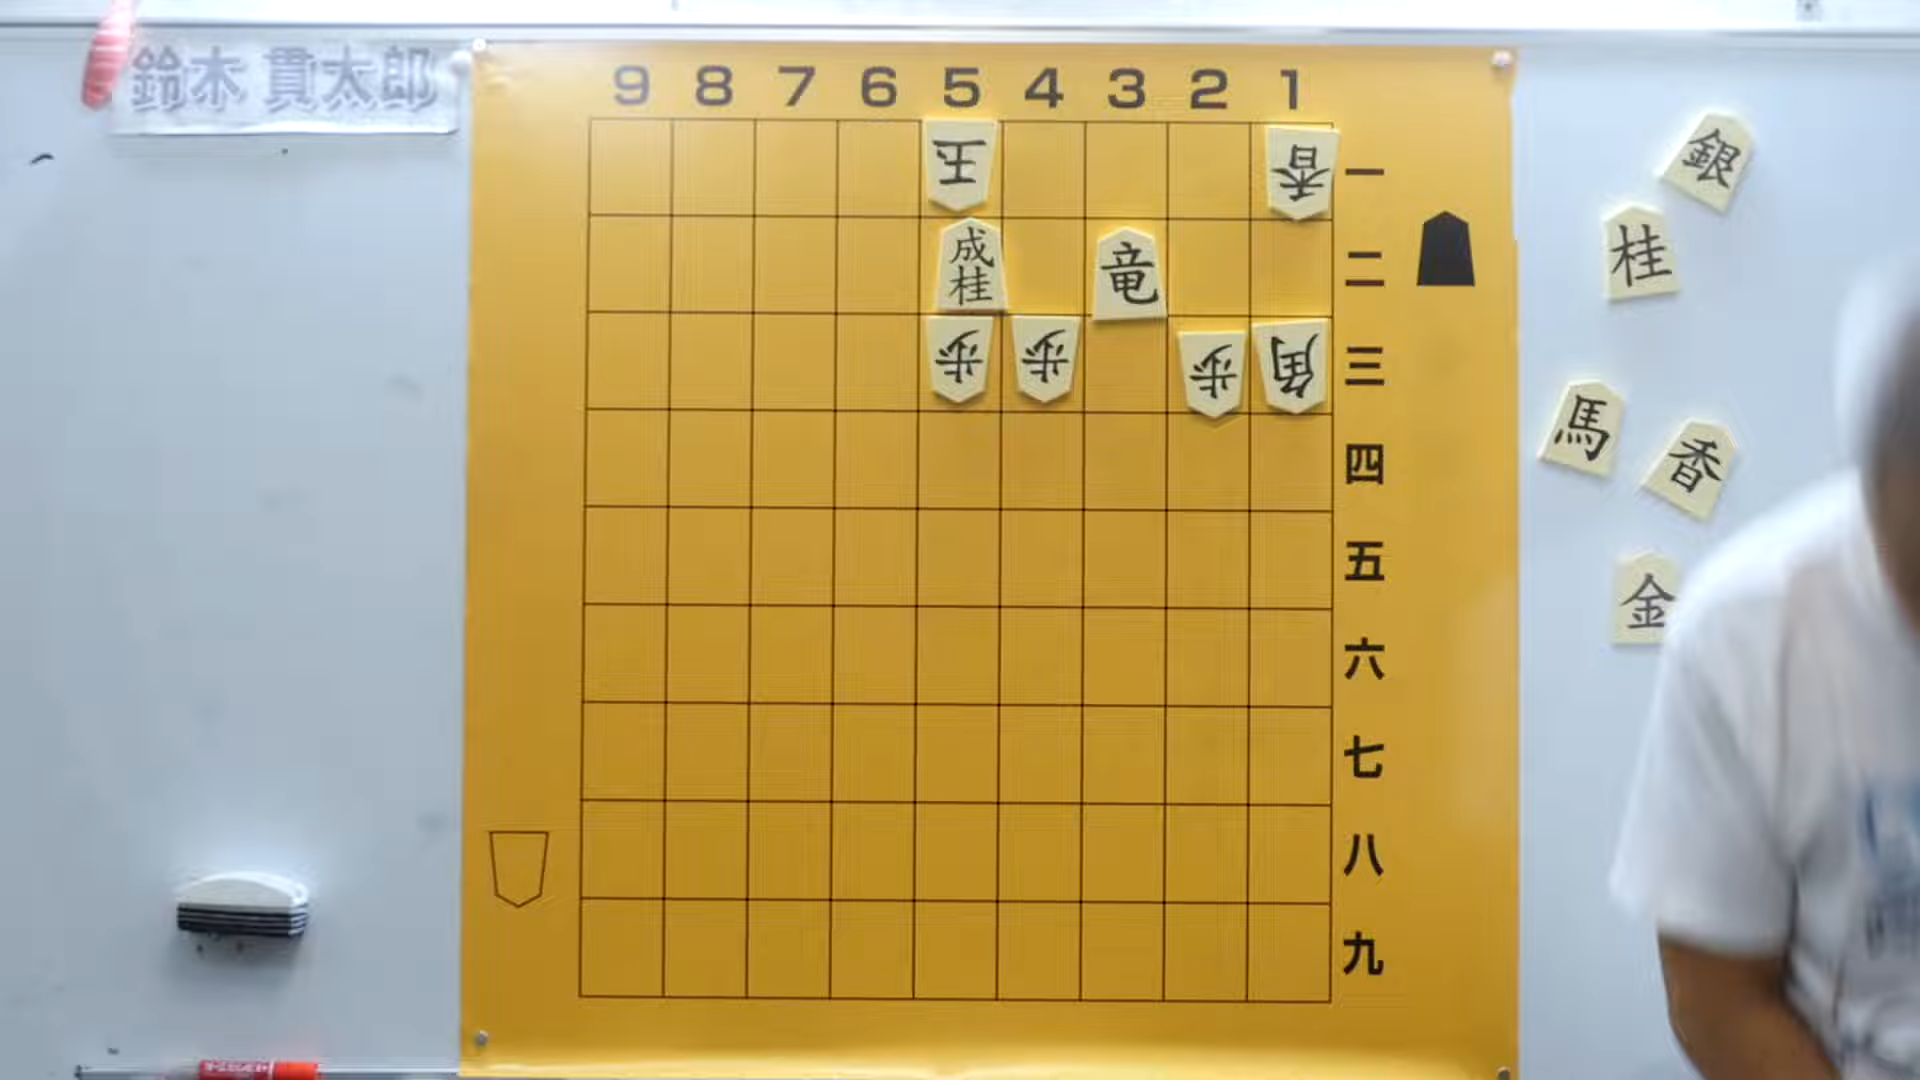 鈴木 貫太郎
9 8 7 6 5 4 3 2 1
王 香 一
成桂 竜 二
歩 歩 歩 角 三
四
五
六
七
八
九
銀
桂
馬
香
金